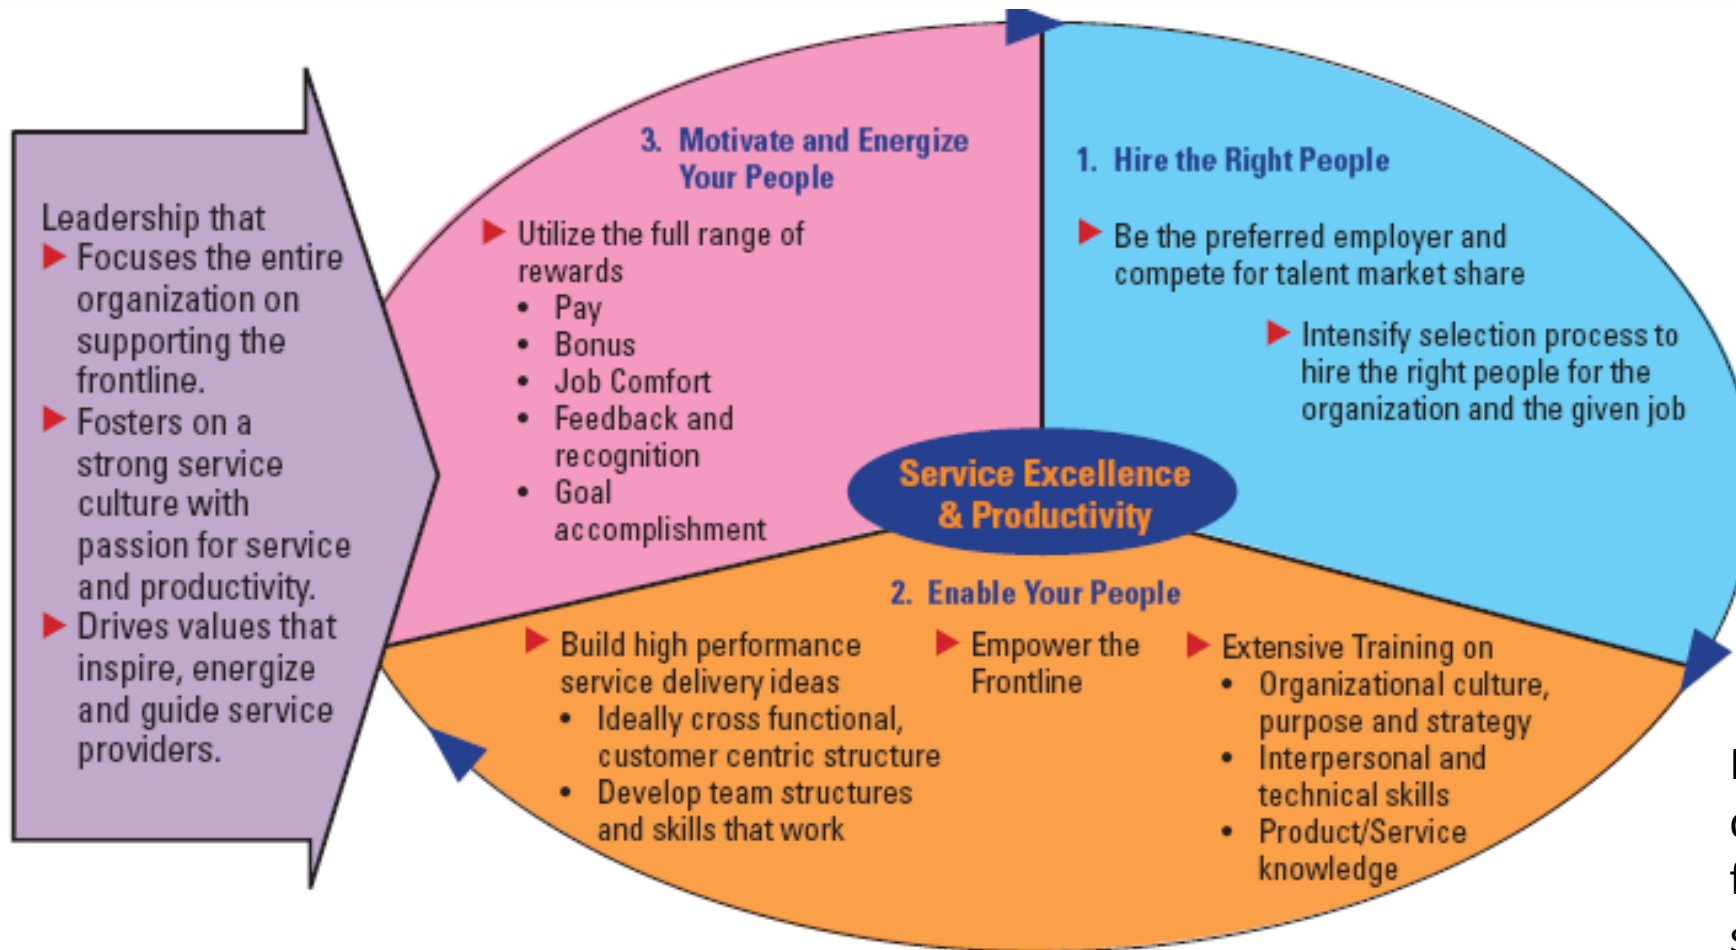 Leadership that
Focuses the entire
organization on
supporting the
frontline.
Fosters on a
strong service
culture with
passion for service
and productivity.
Drives values that
inspire, energize
and guide service
providers.
3. Motivate and Energize
Your People
Utilize the full range of
rewards
• Pay
• Bonus
• Job Comfort
• Feedback and
recognition
• Goal
accomplishment
1. Hire the Right People
Be the preferred employer and
compete for talent market share
Intensify selection process to
hire the right people for the
organization and the given job
Service Excellence
& Productivity
2. Enable Your People
Build high performance
service delivery ideas
• Ideally cross functional,
customer centric structure
• Develop team structures
and skills that work
Empower the
Frontline
Extensive Training on
• Organizational culture,
purpose and strategy
• Interpersonal and
technical skills
• Product/Service
knowledge